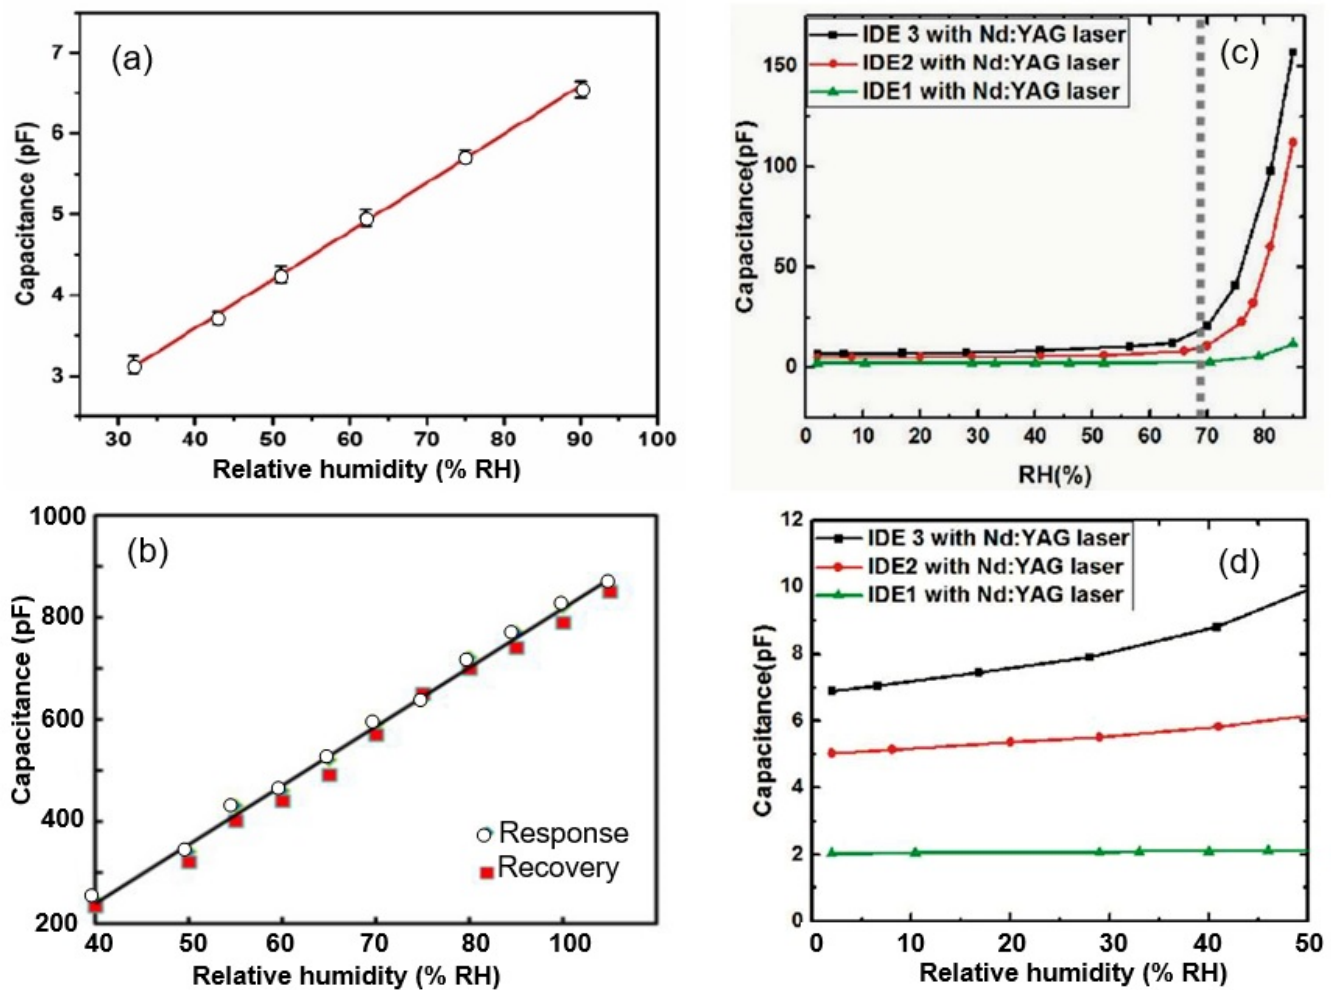 (a)
Capacitance (pF)
7
6
5
4
3
30 40 50 60 70 80 90 100
Relative humidity (% RH)
IDE 3 with Nd:YAG laser
IDE2 with Nd:YAG laser
IDE1 with Nd:YAG laser
(c)
Capacitance(pF)
150
100
50
0
0 10 20 30 40 50 60 70 80
RH(%)
(b)
Capacitance (pF)
1000
800
600
400
200
Response
Recovery
40 50 60 70 80 90 100
Relative humidity (% RH)
IDE 3 with Nd:YAG laser
IDE2 with Nd:YAG laser
IDE1 with Nd:YAG laser
(d)
Capacitance(pF)
12
10
8
6
4
2
0
0 10 20 30 40 50
Relative humidity (% RH)